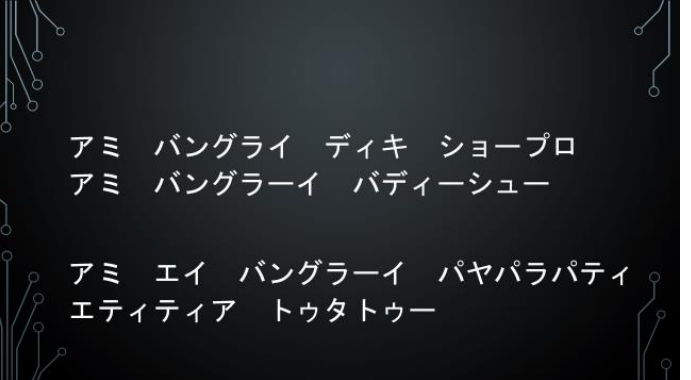 アミ　バングライ　ディキ　ショープロ
アミ　バングラーイ　バディーシュー
アミ　エイ　バングラーイ　パヤパラパティ
エティティア　トゥタトゥー